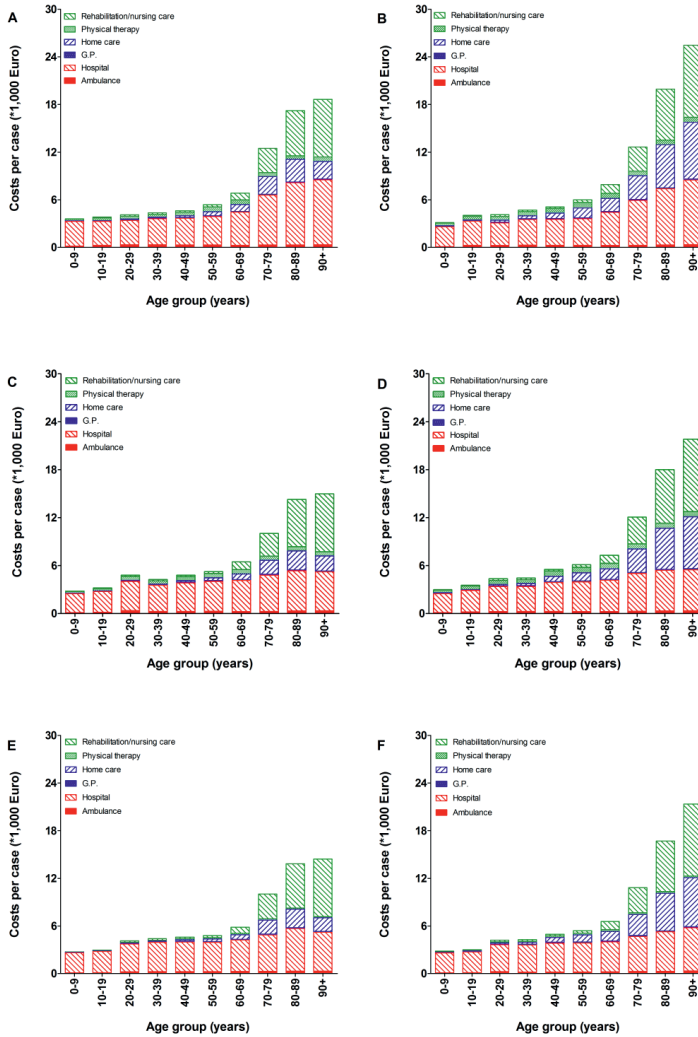 A
Costs per case (*1,000 Euro)
30
24
18
12
6
0
Rehabilitation/nursing care
Physical therapy
Home care
G.P.
Hospital
Ambulance
0-9
10-19
20-29
30-39
40-49
50-59
60-69
70-79
80-89
90+
Age group (years)
B
Costs per case (*1,000 Euro)
30
24
18
12
6
0
Rehabilitation/nursing care
Physical therapy
Home care
G.P.
Hospital
Ambulance
0-9
10-19
20-29
30-39
40-49
50-59
60-69
70-79
80-89
90+
Age group (years)
C
Costs per case (*1,000 Euro)
30
24
18
12
6
0
Rehabilitation/nursing care
Physical therapy
Home care
G.P.
Hospital
Ambulance
0-9
10-19
20-29
30-39
40-49
50-59
60-69
70-79
80-89
90+
Age group (years)
D
Costs per case (*1,000 Euro)
30
24
18
12
6
0
Rehabilitation/nursing care
Physical therapy
Home care
G.P.
Hospital
Ambulance
0-9
10-19
20-29
30-39
40-49
50-59
60-69
70-79
80-89
90+
Age group (years)
E
Costs per case (*1,000 Euro)
30
24
18
12
6
0
Rehabilitation/nursing care
Physical therapy
Home care
G.P.
Hospital
Ambulance
0-9
10-19
20-29
30-39
40-49
50-59
60-69
70-79
80-89
90+
Age group (years)
F
Costs per case (*1,000 Euro)
30
24
18
12
6
0
Rehabilitation/nursing care
Physical therapy
Home care
G.P.
Hospital
Ambulance
0-9
10-19
20-29
30-39
40-49
50-59
60-69
70-79
80-89
90+
Age group (years)